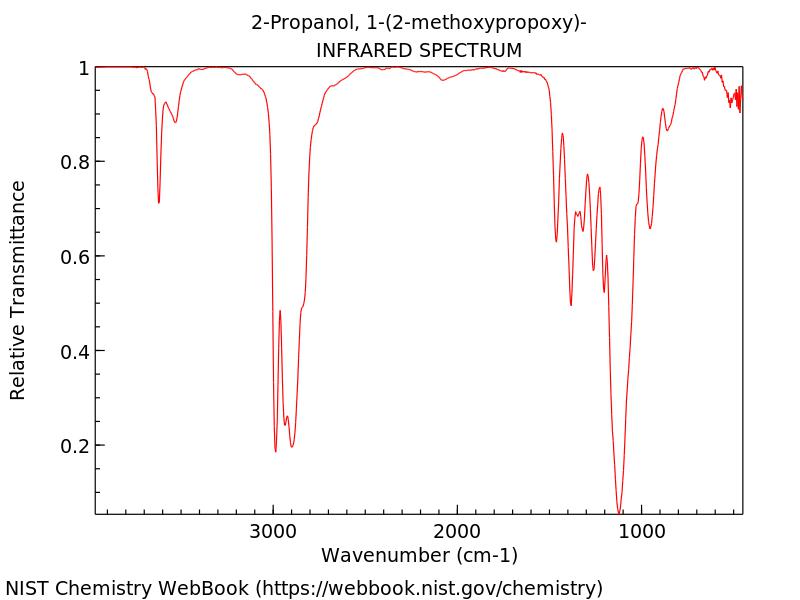 2-Propanol, 1-(2-methoxypropoxy)-
INFRARED SPECTRUM
1
0.8
0.6
0.4
0.2
Relative Transmittance
3000 2000 1000
Wavenumber (cm-1)
NIST Chemistry WebBook (https://webbook.nist.gov/chemistry)